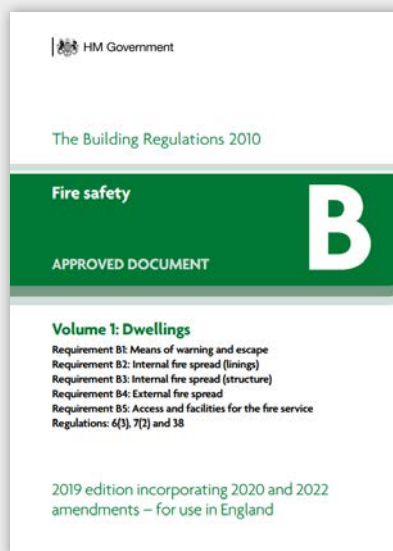 HM Government
The Building Regulations 2010
Fire safety
B
APPROVED DOCUMENT
Volume 1: Dwellings
Requirement B1: Means of warning and escape
Requirement B2: Internal fire spread (linings)
Requirement B3: Internal fire spread (structure)
Requirement B4: External fire spread
Requirement B5: Access and facilities for the fire service
Regulations: 6(3), 7(2) and 38
2019 edition incorporating 2020 and 2022
amendments – for use in England